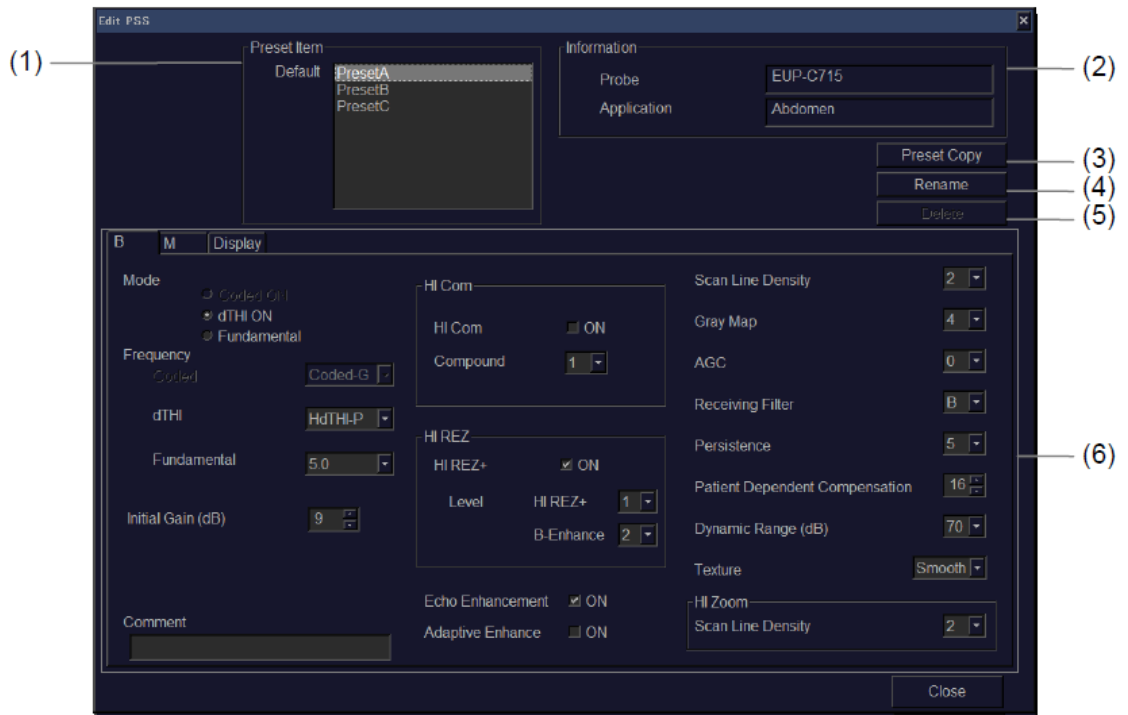 Edit PSS
(1)
Preset Item
Default
PresetA
PresetB
PresetC
Information
Probe EUP-C715
Application Abdomen
(2)
Preset Copy (3)
Rename (4)
Delete (5)
B M Display
Mode
Coded ON
dTHI ON
Fundamental
Frequency
Coded Coded-G
dTHI HdTHI-P
Fundamental 5.0
Initial Gain (dB) 9
Comment
HI Com
HI Com ON
Compound 1
HI REZ
HI REZ+ ON
Level HI REZ+ 1
B-Enhance 2
Echo Enhancement ON
Adaptive Enhance ON
Scan Line Density 2
Gray Map 4
AGC 0
Receiving Filter B
Persistence 5
Patient Dependent Compensation 16
Dynamic Range (dB) 70
Texture Smooth
HI Zoom
Scan Line Density 2
(6)
Close